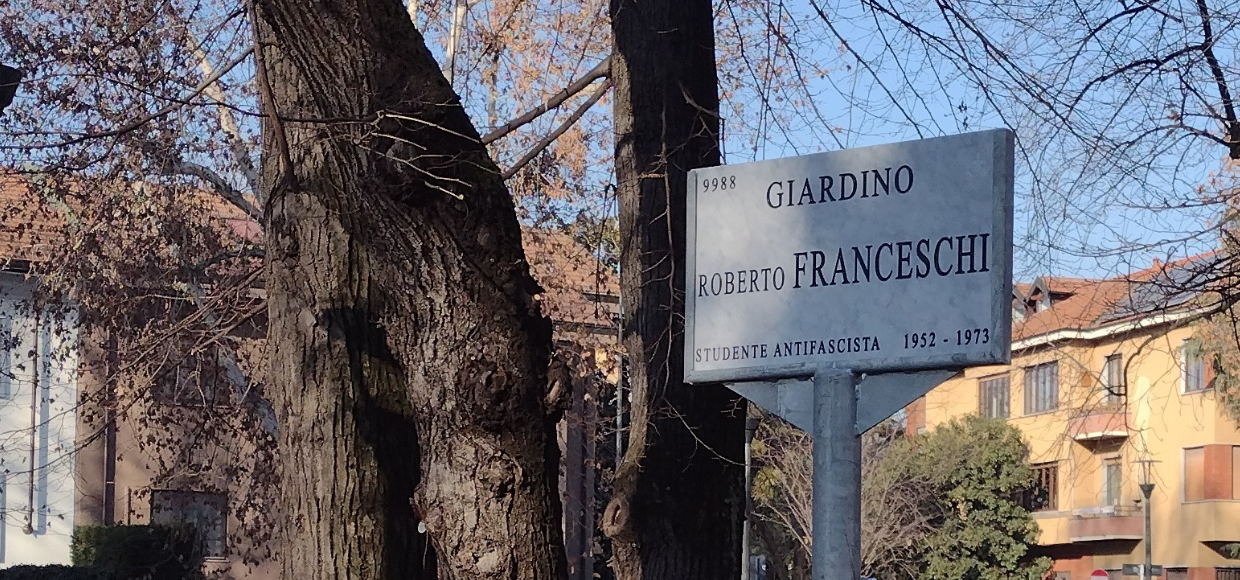 9988
GIARDINO
ROBERTO FRANCESCHI
STUDENTE ANTIFASCISTA 1952 - 1973